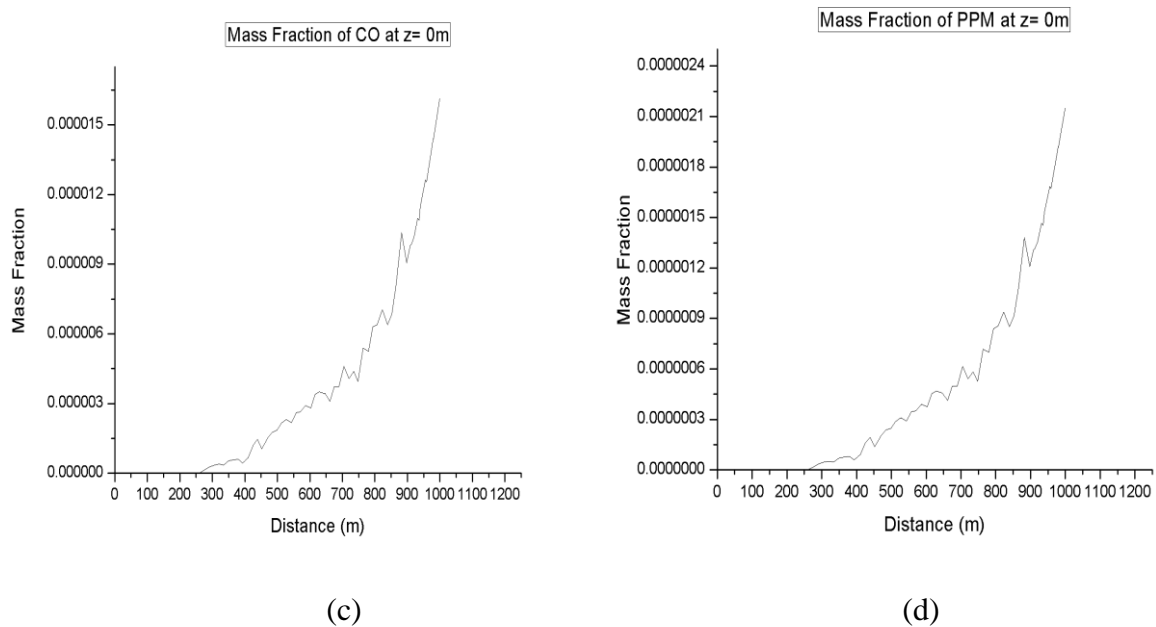 Mass Fraction of CO at z= 0m
0.000015
0.000012
0.000009
0.000006
0.000003
0.000000
Mass Fraction
0 100 200 300 400 500 600 700 800 900 1000 1100 1200
Distance (m)
(c)
Mass Fraction of PPM at z= 0m
0.0000024
0.0000021
0.0000018
0.0000015
0.0000012
0.0000009
0.0000006
0.0000003
0.0000000
Mass Fraction
0 100 200 300 400 500 600 700 800 900 1000 1100 1200
Distance (m)
(d)